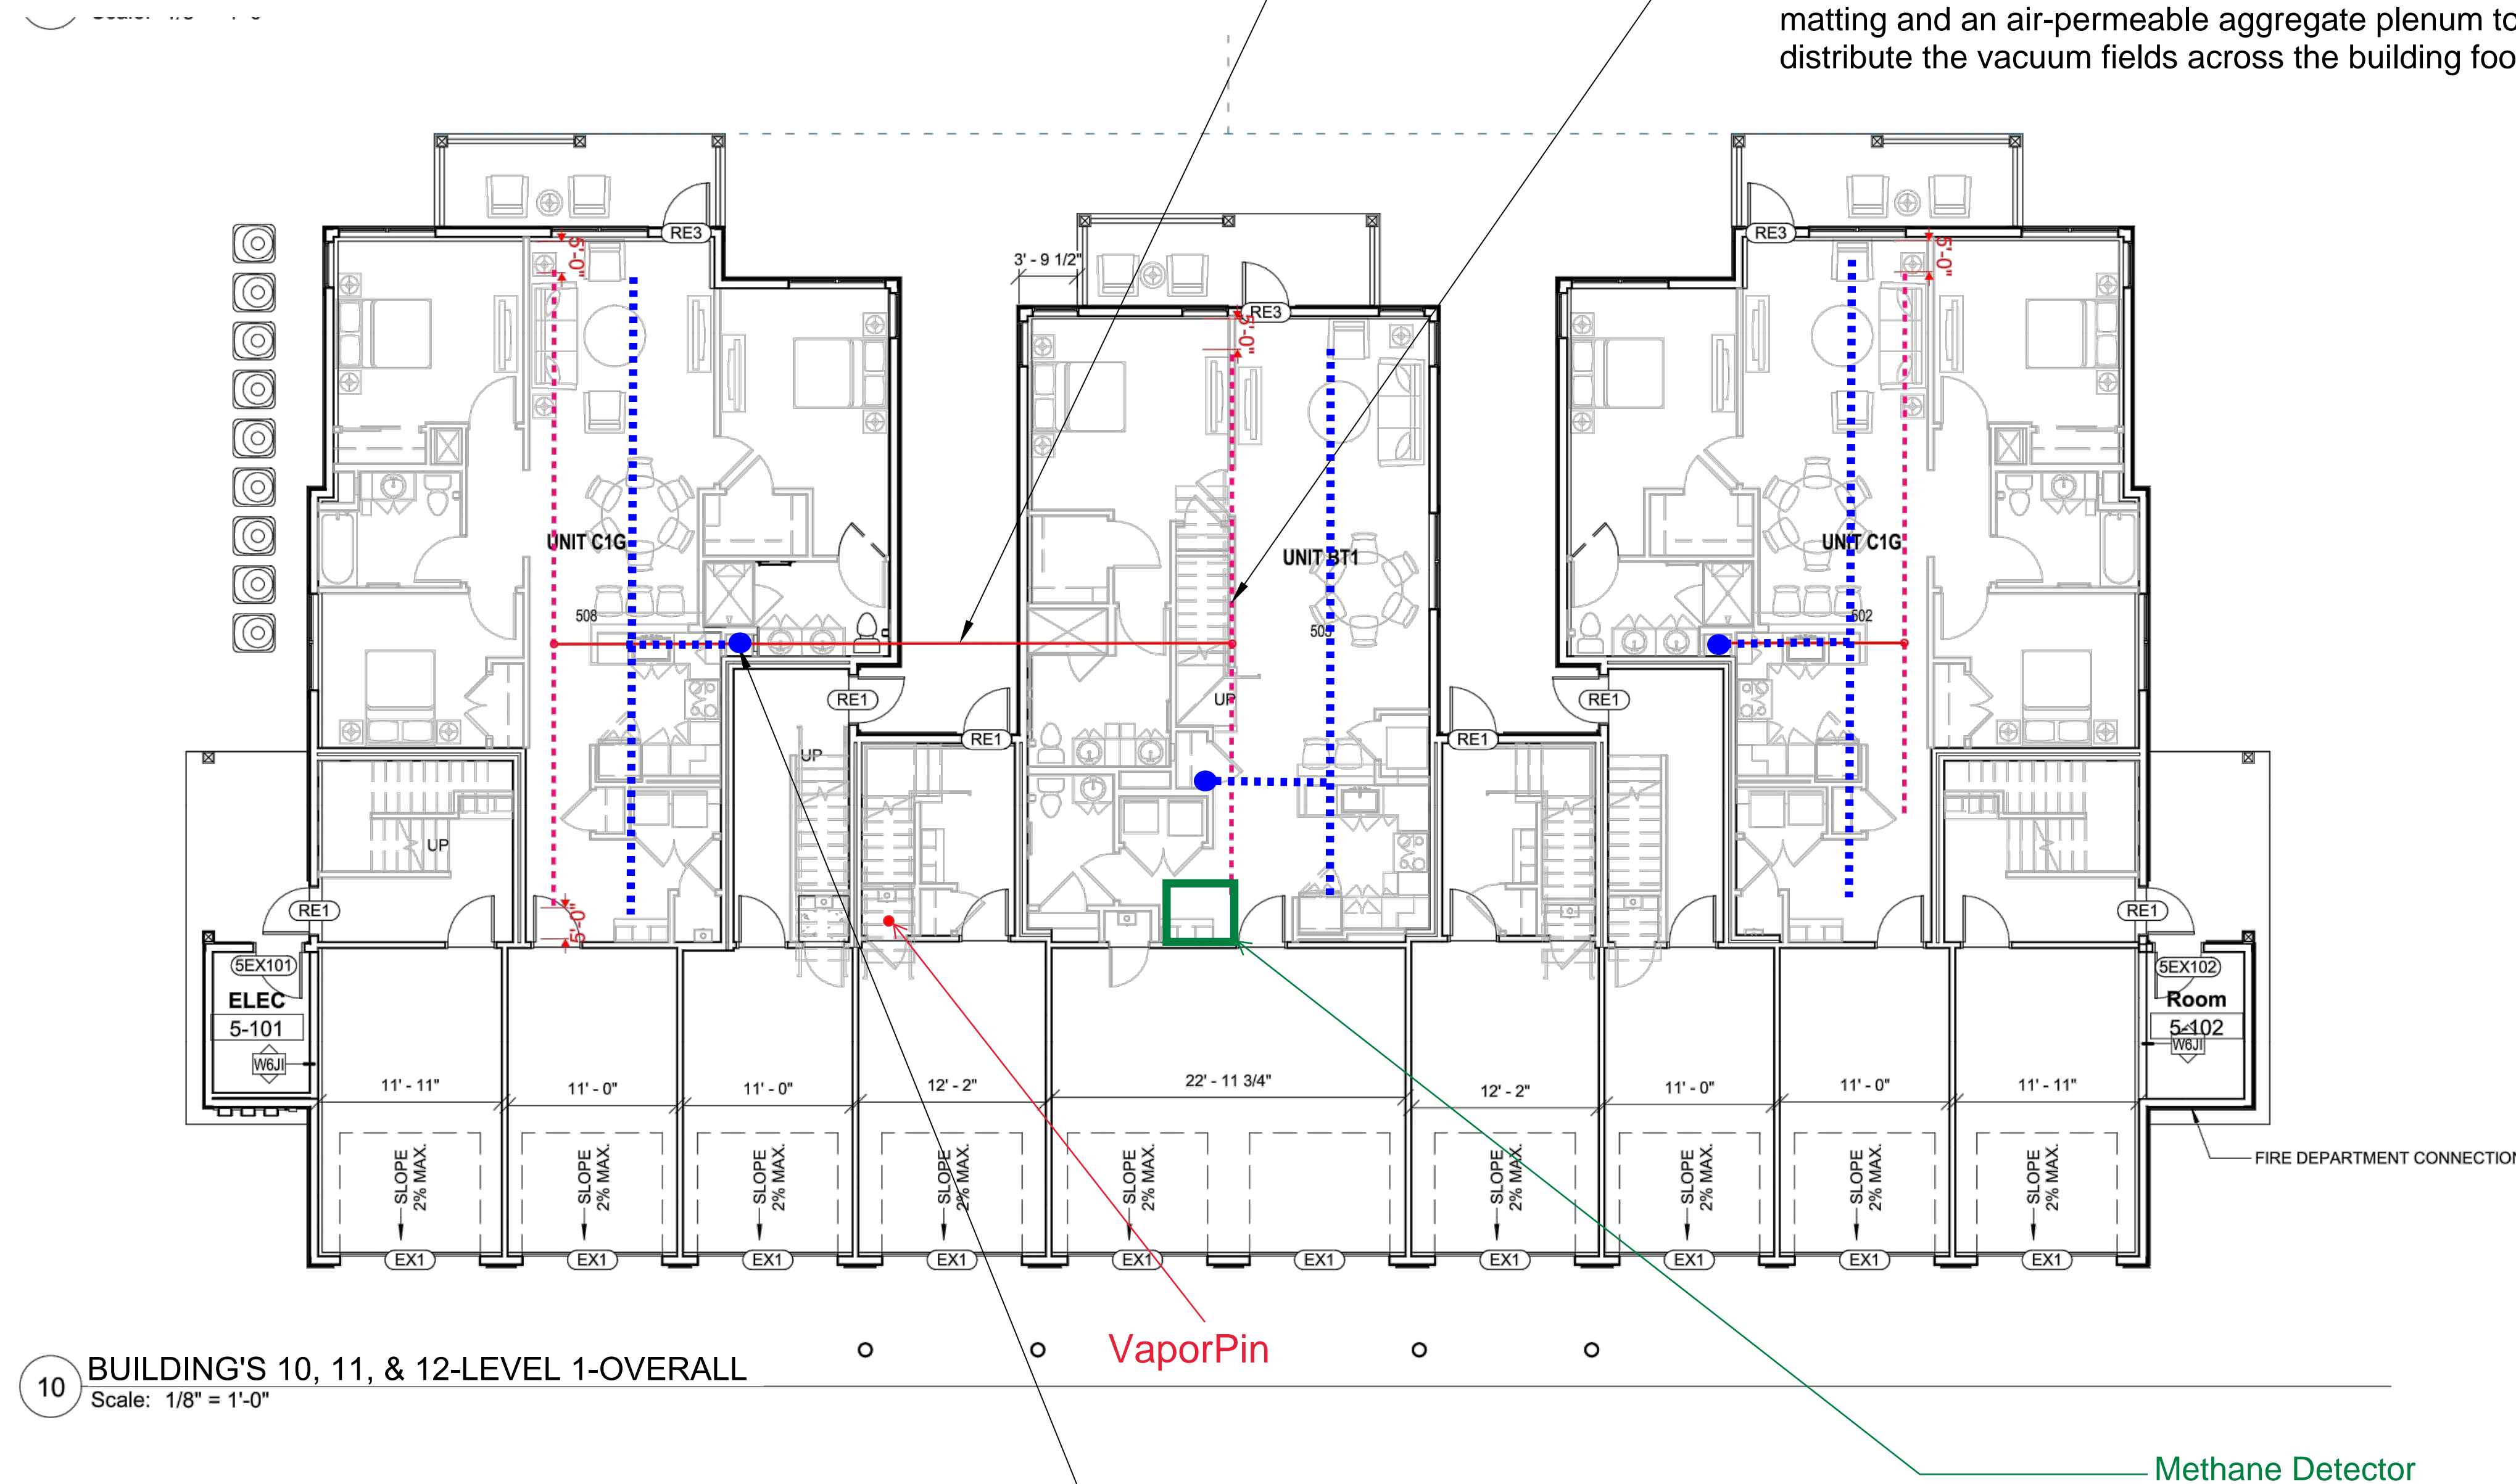 matting and an air-permeable aggregate plenum to
distribute the vacuum fields across the building foo
RE3
5'-0"
3' - 9 1/2"
RE3
5'-0"
RE3
5'-0"
UNIT C1G
508
UNIT BT1
503
UNIT C1G
502
RE1
UP
RE1
UP
RE1
RE1
UP
RE1
5'-0"
RE1
5EX101
ELEC
5-101
W6JI
5EX102
Room
5-102
W6JI
11' - 11"
11' - 0"
11' - 0"
12' - 2"
22' - 11 3/4"
12' - 2"
11' - 0"
11' - 0"
11' - 11"
SLOPE
2% MAX.
SLOPE
2% MAX.
SLOPE
2% MAX.
SLOPE
2% MAX.
SLOPE
2% MAX.
SLOPE
2% MAX.
SLOPE
2% MAX.
SLOPE
2% MAX.
SLOPE
2% MAX.
FIRE DEPARTMENT CONNECTION
EX1
EX1
EX1
EX1
EX1
EX1
EX1
EX1
EX1
EX1
VaporPin
10
BUILDING'S 10, 11, & 12-LEVEL 1-OVERALL
Scale: 1/8" = 1'-0"
Methane Detector